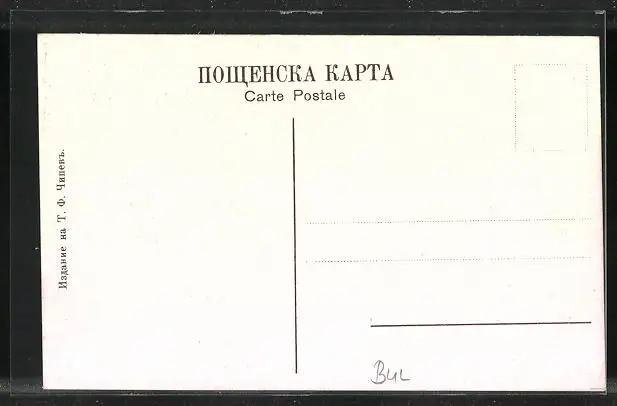 ПОЩЕНСКА КАРТА
Carte Postale
Издание на Т. Ф. Чипевъ.
BUL